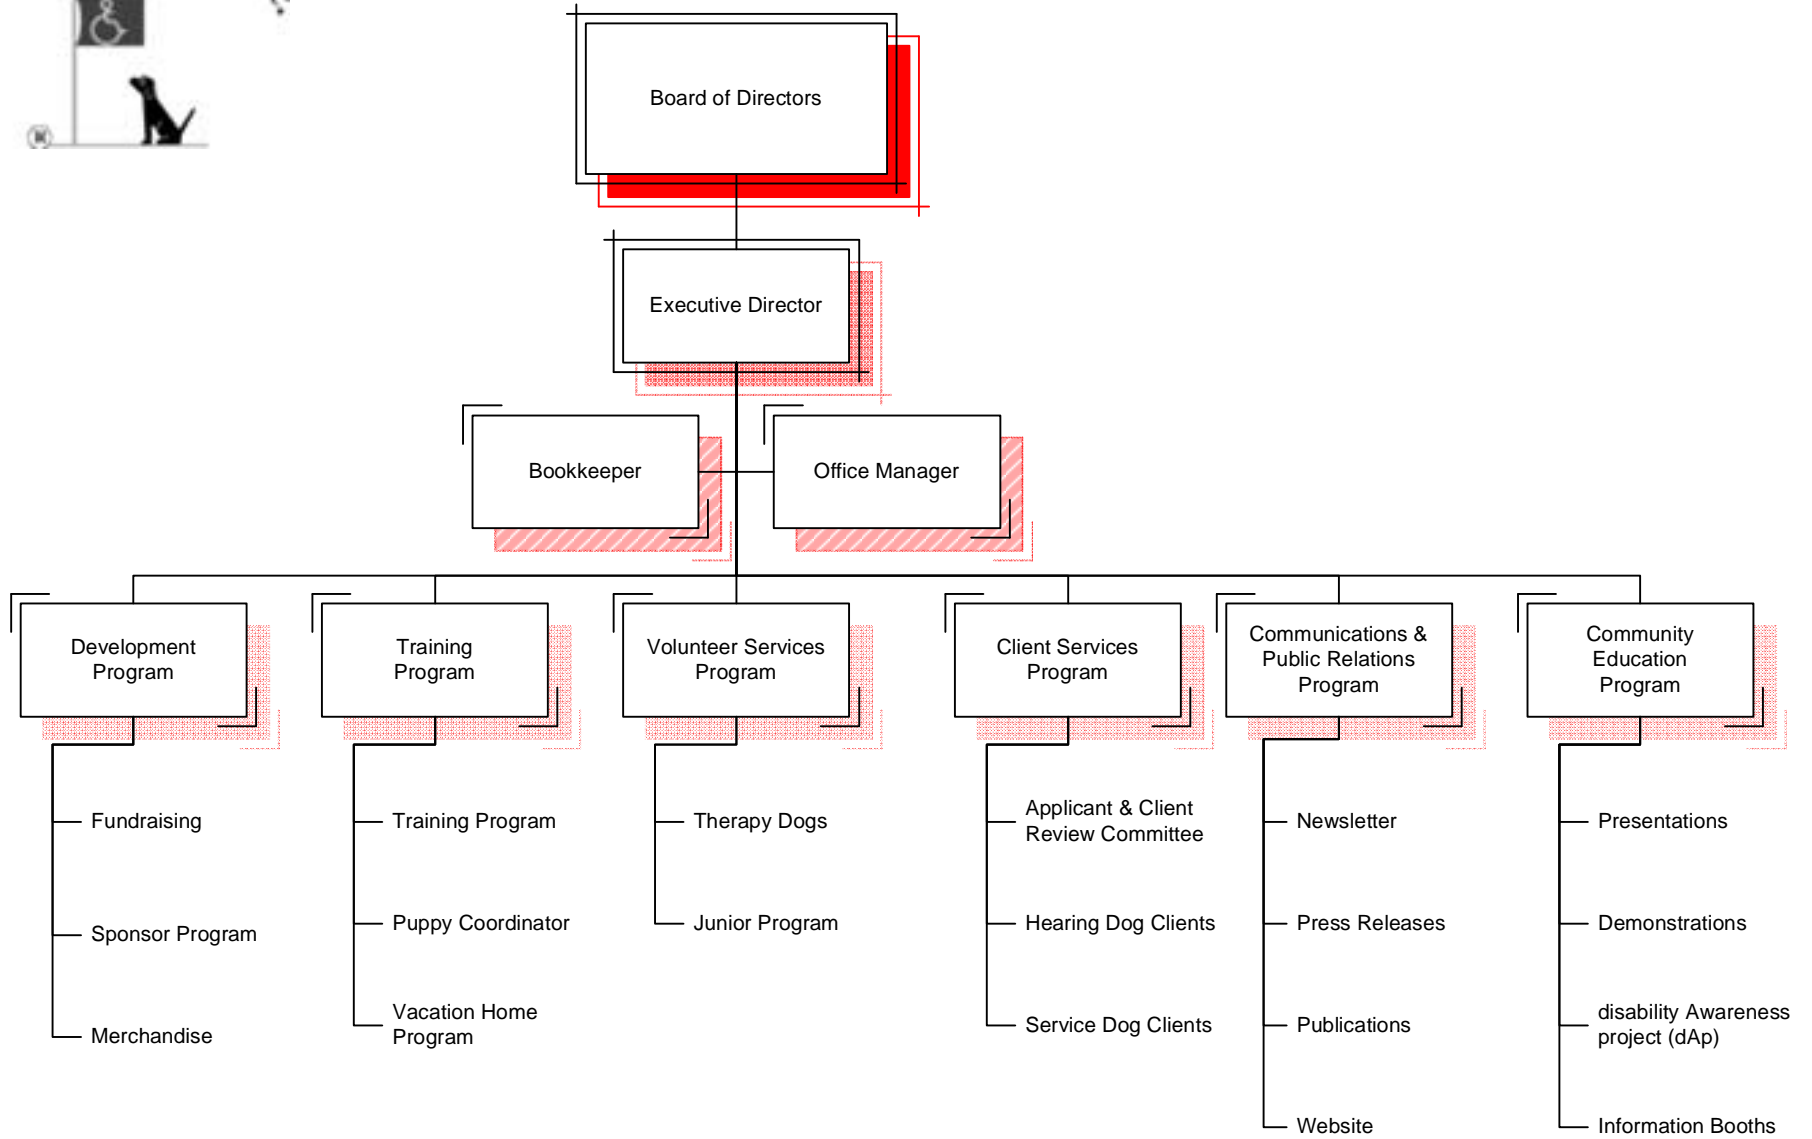 Board of Directors
Executive Director
Bookkeeper
Office Manager
Development
Program
Training
Program
Volunteer Services
Program
Client Services
Program
Communications &
Public Relations
Program
Community
Education
Program
Fundraising
Sponsor Program
Merchandise
Training Program
Puppy Coordinator
Vacation Home
Program
Therapy Dogs
Junior Program
Applicant & Client
Review Committee
Hearing Dog Clients
Service Dog Clients
Newsletter
Press Releases
Publications
Website
Presentations
Demonstrations
disability Awareness
project (dAp)
Information Booths